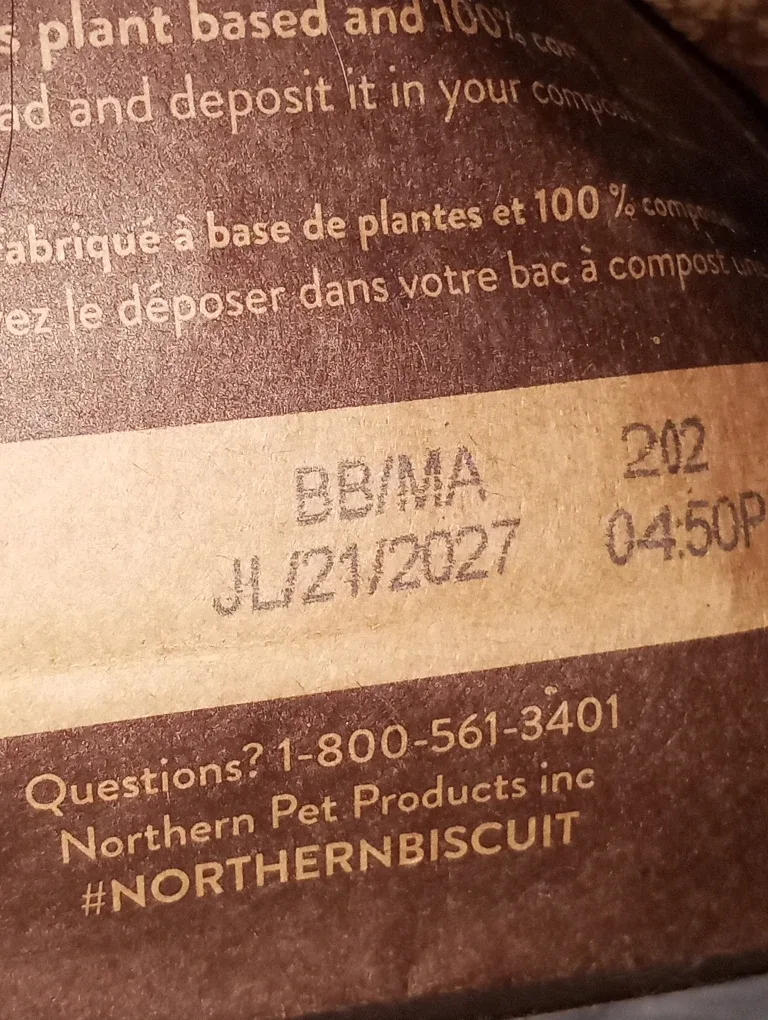 s plant based and 100%
ad and deposit it in your
abriqué à base de plantes et 100 %
ez le déposer dans votre bac à compost une
BB/MA 202
JL/21/2027 04:50P
Questions? 1-800-561-3401
Northern Pet Products inc
#NORTHERNBISCUIT